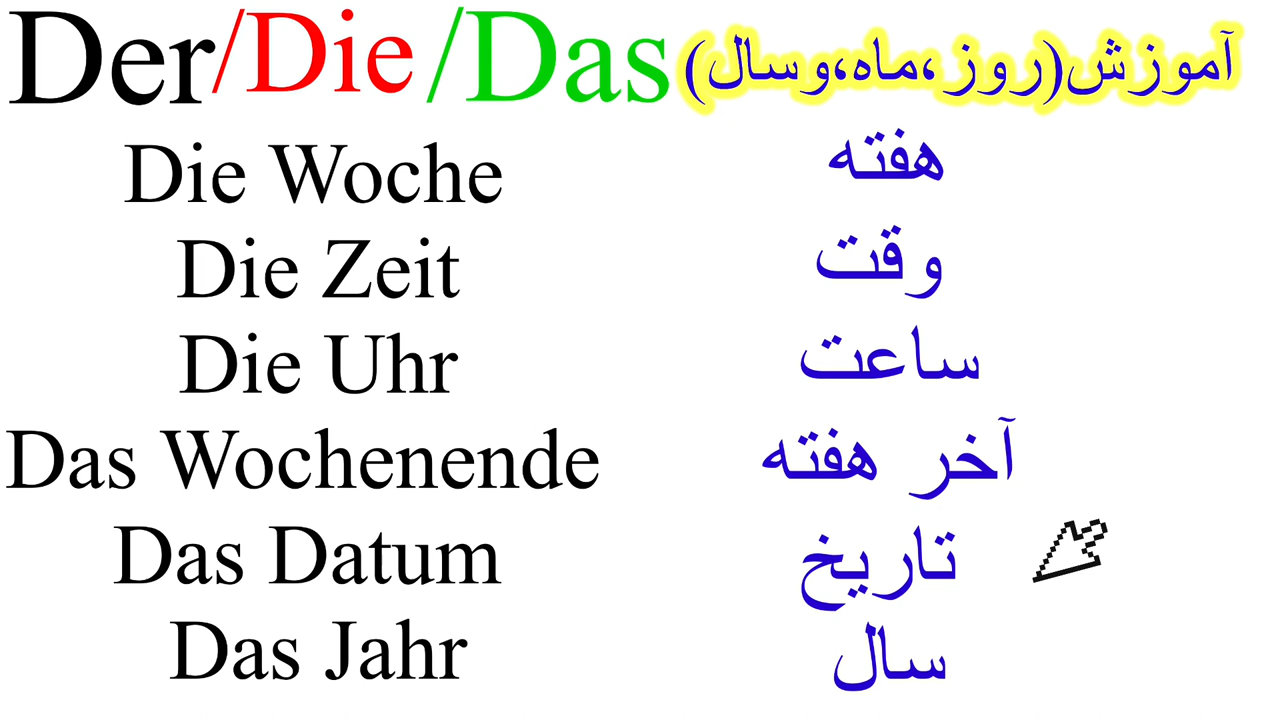 Der/Die/Das آموزش(روز،ماه،وسال)
Die Woche هفته
Die Zeit وقت
Die Uhr ساعت
Das Wochenende آخر هفته
Das Datum تاریخ
Das Jahr سال